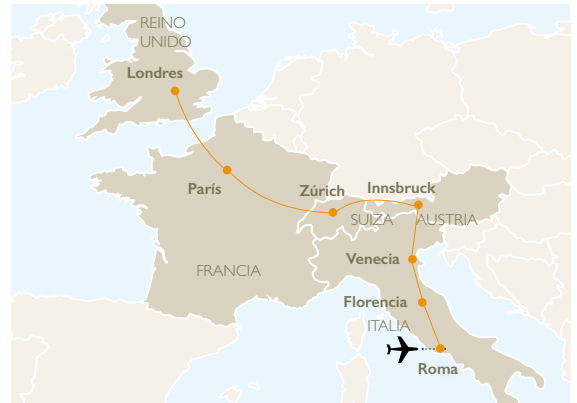 REINO
UNIDO
Londres
París
Zúrich
Innsbruck
SUIZA
AUSTRIA
Venecia
FRANCIA
Florencia
ITALIA
Roma